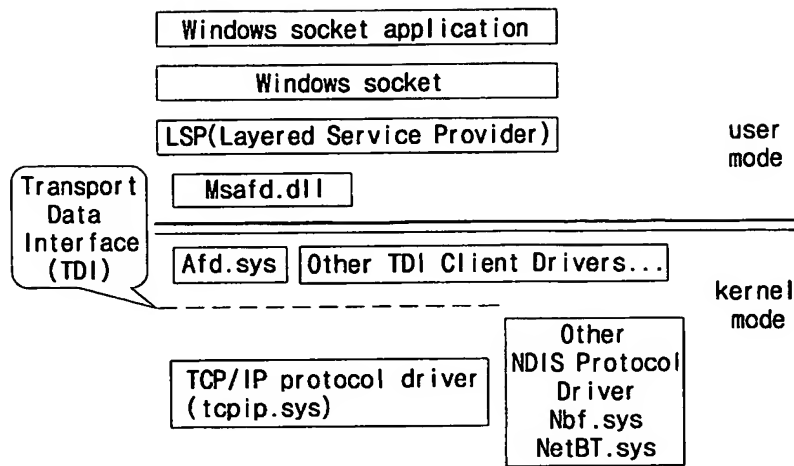 Windows socket application
Windows socket
LSP(Layered Service Provider)
user
mode
Msafd.dll
Transport
Data
Interface
(TDI)
Afd.sys
Other TDI Client Drivers...
kernel
mode
TCP/IP protocol driver
(tcpip.sys)
Other
NDIS Protocol
Driver
Nbf.sys
NetBT.sys